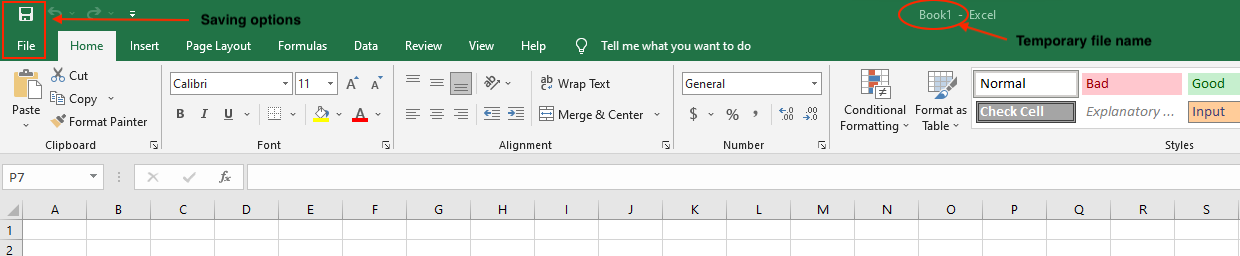 Saving options
Book1 - Excel
Temporary file name
File Home Insert Page Layout Formulas Data Review View Help Tell me what you want to do
Paste
Cut
Copy
Format Painter
Clipboard
Calibri 11
B I U
Font
Wrap Text
Merge & Center
Alignment
General
$ % ,
Number
Conditional Formatting
Format as Table
Normal Bad Good
Check Cell Explanatory ... Input
Styles
P7 fx
A B C D E F G H I J K L M N O P Q R S
1
2